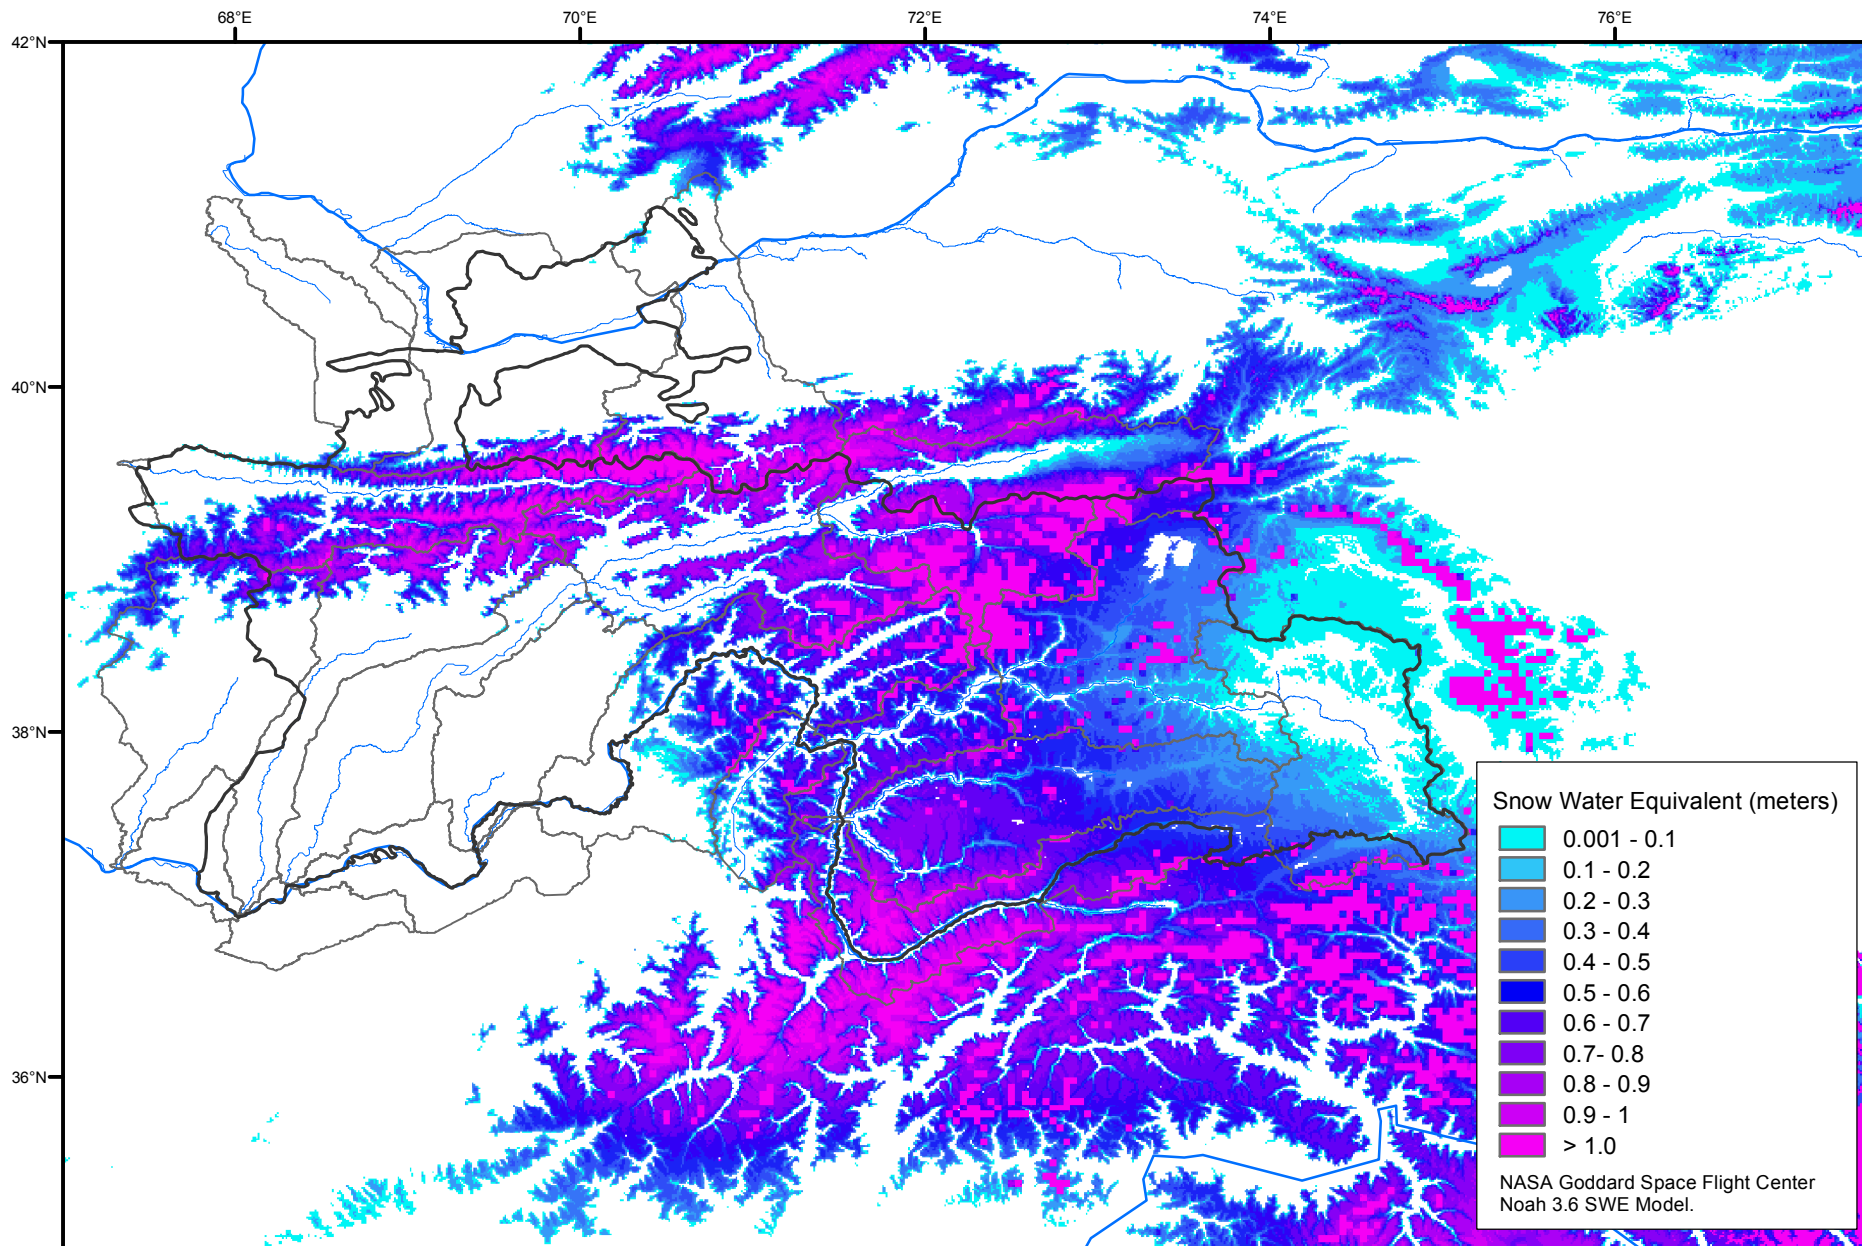 68°E
70°E
72°E
74°E
76°E
42°N
40°N
38°N
36°N
Snow Water Equivalent (meters)
0.001 - 0.1
0.1 - 0.2
0.2 - 0.3
0.3 - 0.4
0.4 - 0.5
0.5 - 0.6
0.6 - 0.7
0.7- 0.8
0.8 - 0.9
0.9 - 1
> 1.0
NASA Goddard Space Flight Center
Noah 3.6 SWE Model.